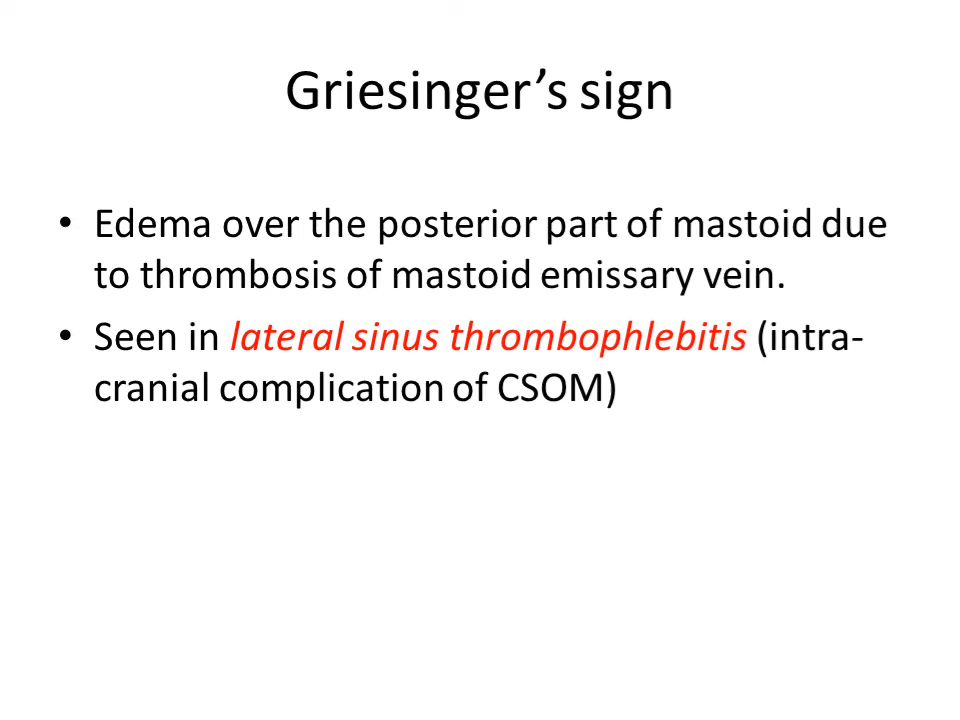 Griesinger’s sign
• Edema over the posterior part of mastoid due
to thrombosis of mastoid emissary vein.
• Seen in lateral sinus thrombophlebitis (intra-
cranial complication of CSOM)